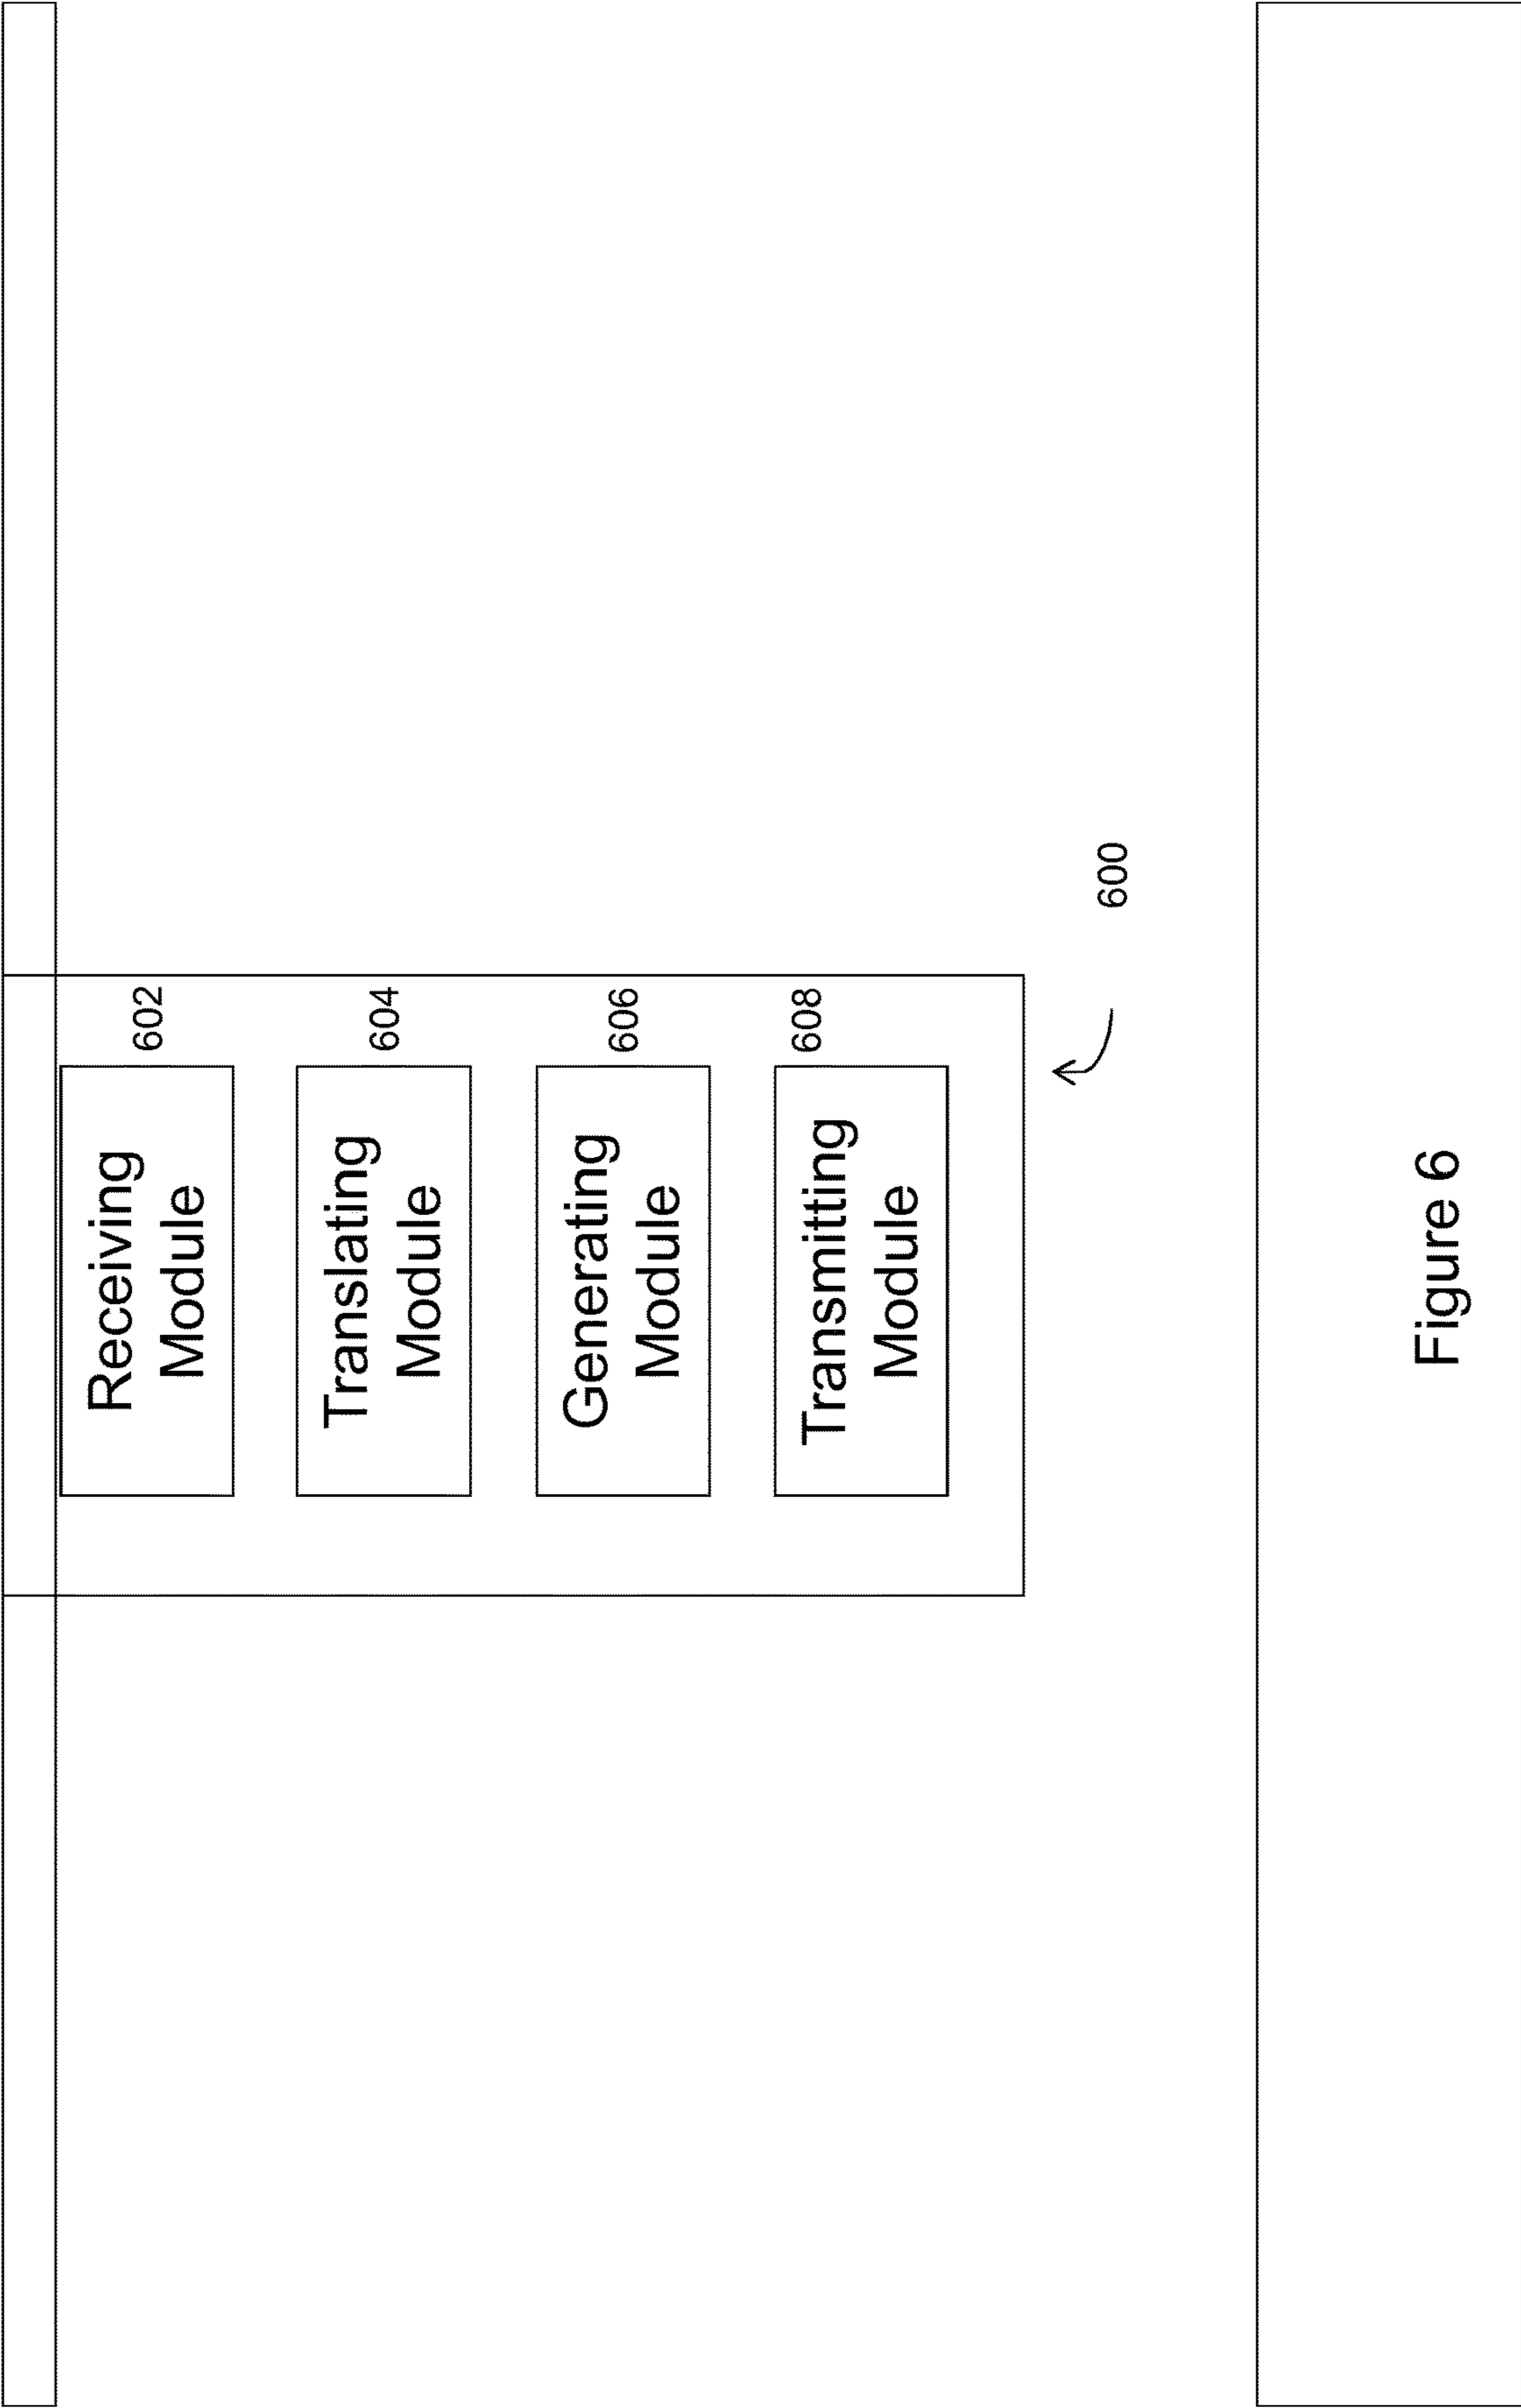 Receiving
Module
602
Translating
Module
604
Generating
Module
606
Transmitting
Module
608
600
Figure 6